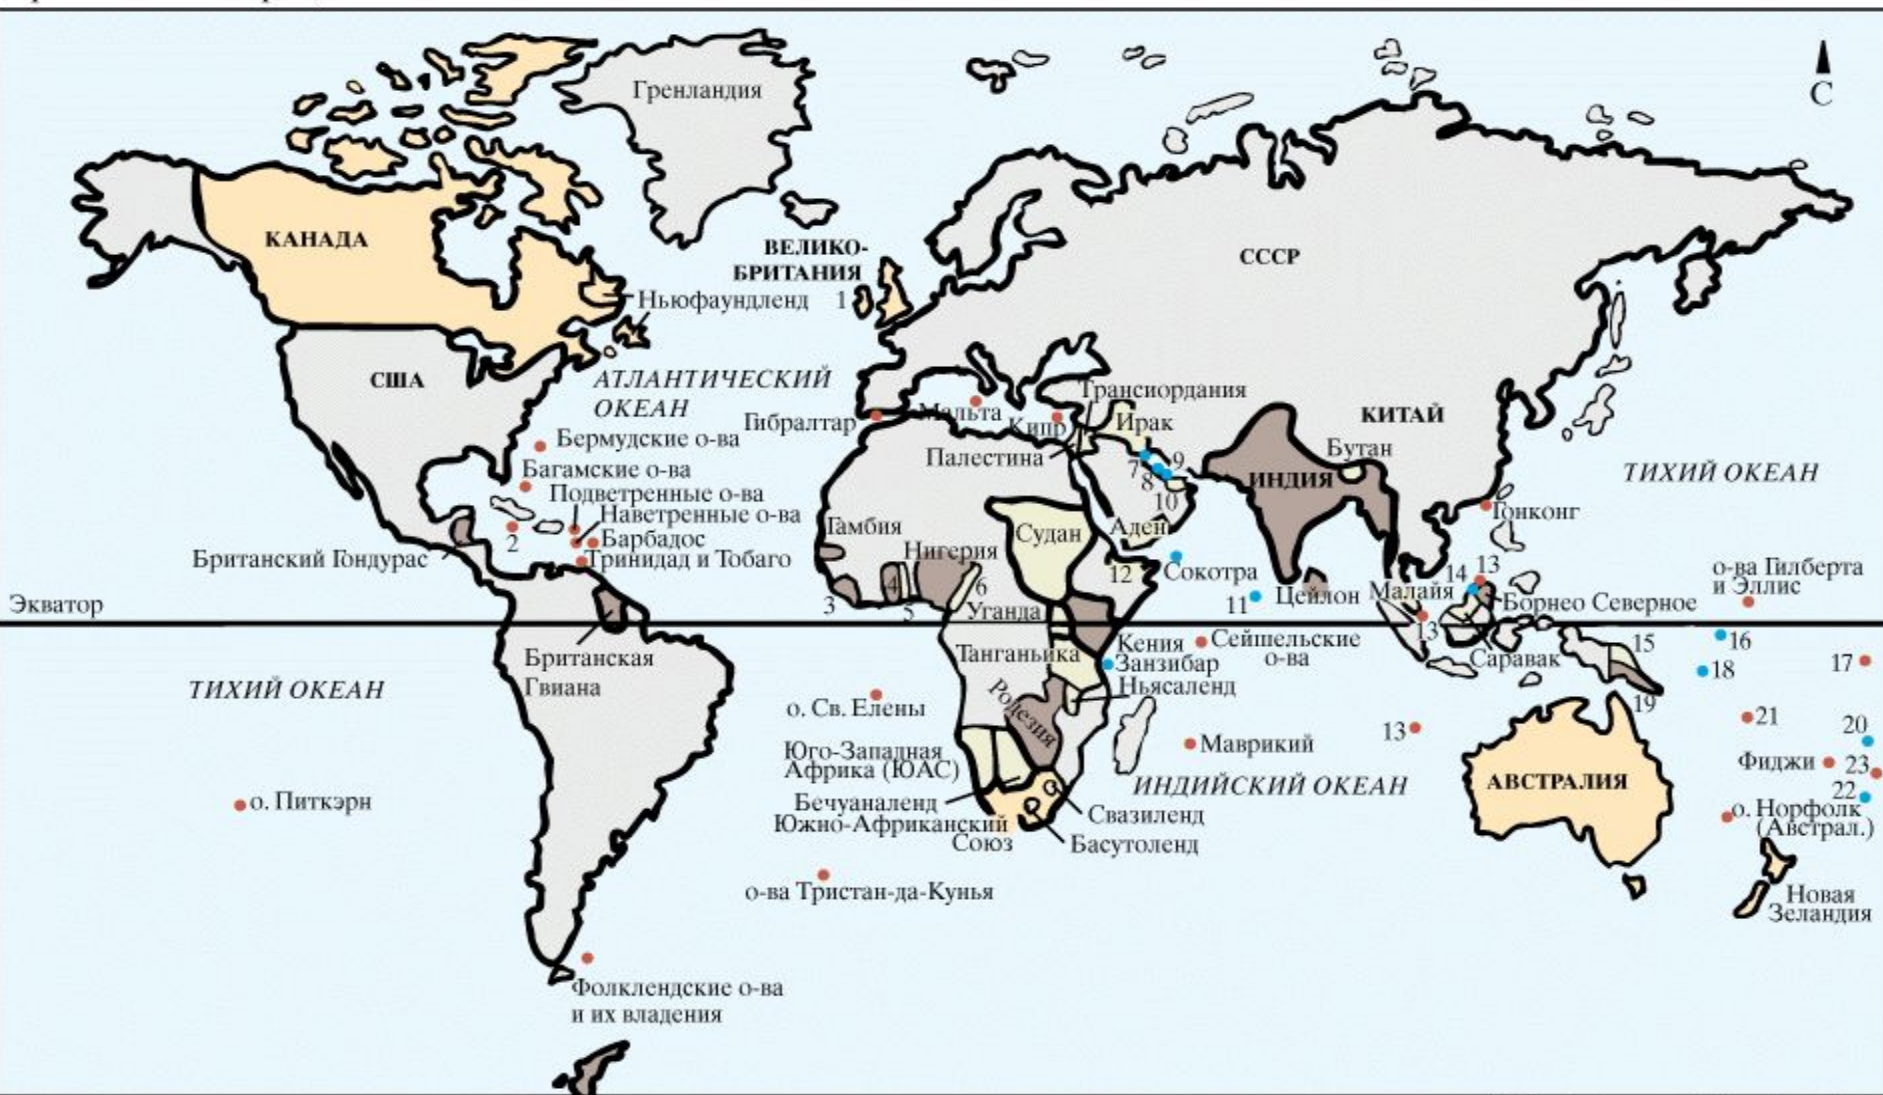 С
Гренландия
КАНАДА
ВЕЛИКО-
БРИТАНИЯ
1
СССР
Ньюфаундленд
США
АТЛАНТИЧЕСКИЙ
ОКЕАН
Гибралтар
Мальта
Кипр
Трансиордания
Ирак
Палестина
КИТАЙ
Бутан
ИНДИЯ
ТИХИЙ ОКЕАН
7
8
9
10
Бермудские о-ва
Багамские о-ва
Подветренные о-ва
Наветренные о-ва
Барбадос
Тринидад и Тобаго
2
Британский Гондурас
Гамбия
Нигерия
Судан
Аден
Сокотра
Гонконг
3
4
5
6
12
11
Уганда
Цейлон
Малайя
14
13
Борнео Северное
о-ва Гилберта
и Эллис
Экватор
13
Саравак
15
16
17
18
19
Британская
Гвиана
Танганьика
Кения
Занзибар
Ньясаленд
Сейшельские
о-ва
ТИХИЙ ОКЕАН
о. Св. Елены
Родезия
13
21
20
Юго-Западная
Африка (ЮАС)
Маврикий
ИНДИЙСКИЙ ОКЕАН
АВСТРАЛИЯ
Фиджи
23
22
о. Питкэрн
Бечуаналенд
Южно-Африканский
Союз
Свазиленд
Басутоленд
о. Норфолк
(Австрал.)
о-ва Тристан-да-Кунья
Новая
Зеландия
Фолклендские о-ва
и их владения